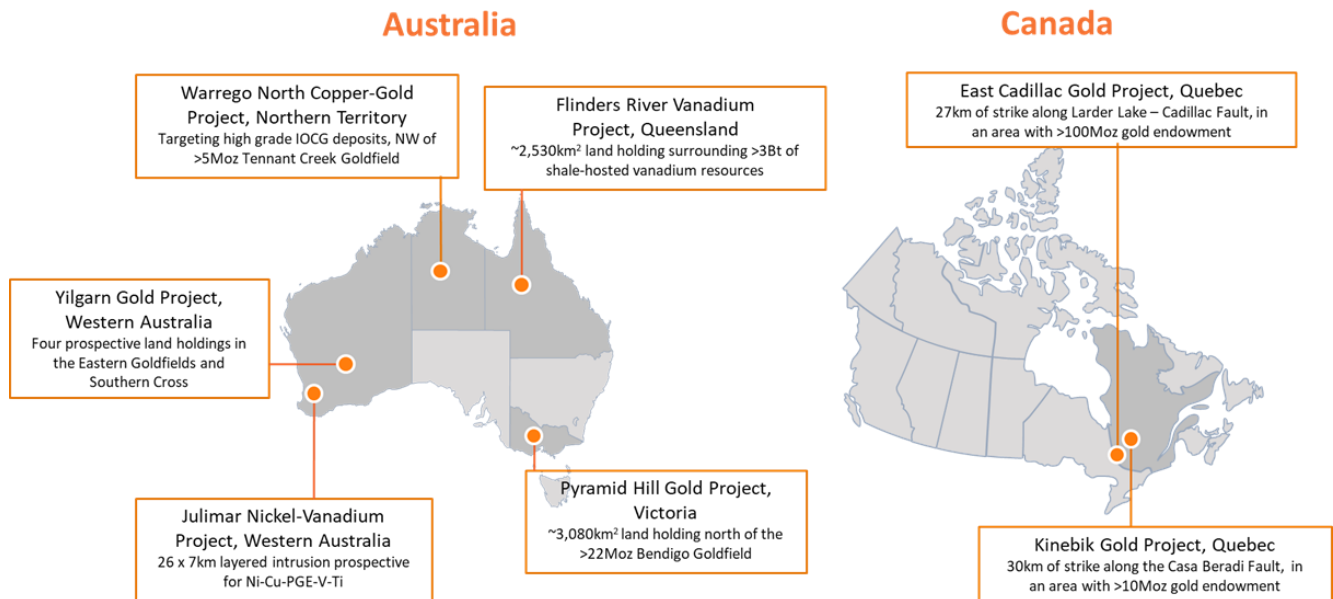 Australia
Canada
Warrego North Copper-Gold
Project, Northern Territory
Targeting high grade IOCG deposits, NW of
>5Moz Tennant Creek Goldfield
Flinders River Vanadium
Project, Queensland
~2,530km² land holding surrounding >3Bt of
shale-hosted vanadium resources
East Cadillac Gold Project, Quebec
27km of strike along Larder Lake – Cadillac Fault, in
an area with >100Moz gold endowment
Yilgarn Gold Project,
Western Australia
Four prospective land holdings in
the Eastern Goldfields and
Southern Cross
Julimar Nickel-Vanadium
Project, Western Australia
26 x 7km layered intrusion prospective
for Ni-Cu-PGE-V-Ti
Pyramid Hill Gold Project,
Victoria
~3,080km² land holding north of the
>22Moz Bendigo Goldfield
Kinebik Gold Project, Quebec
30km of strike along the Casa Beradi Fault, in
an area with >10Moz gold endowment